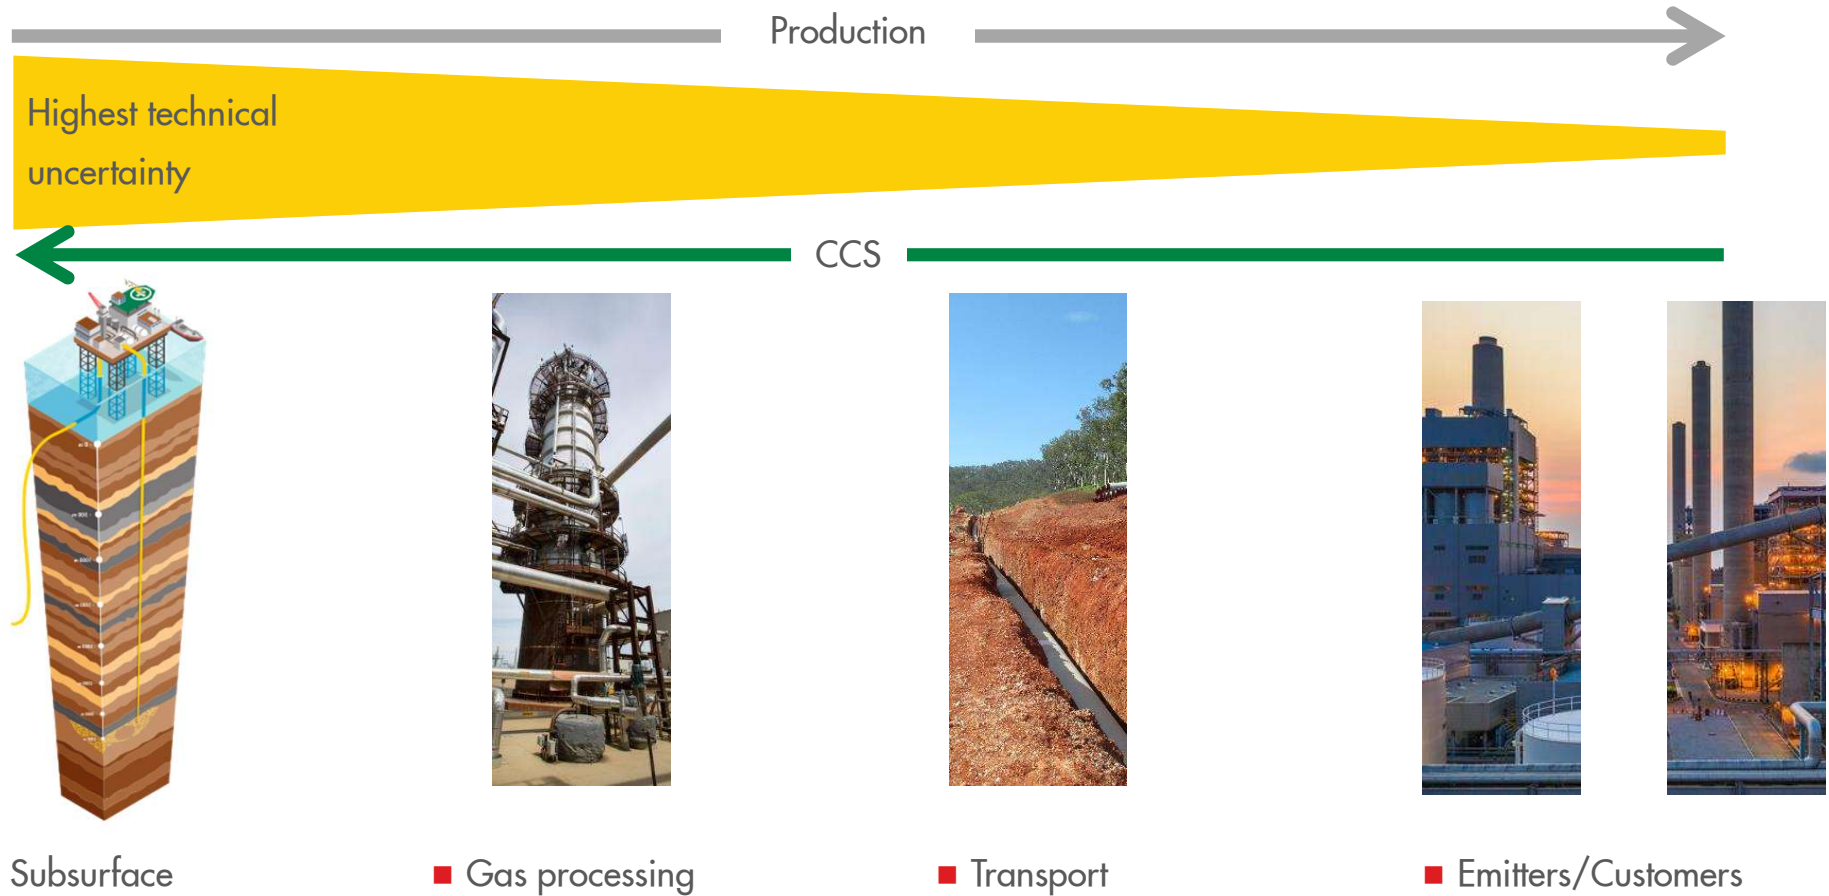 Production
Highest technical
uncertainty
CCS
Subsurface
Gas processing
Transport
Emitters/Customers